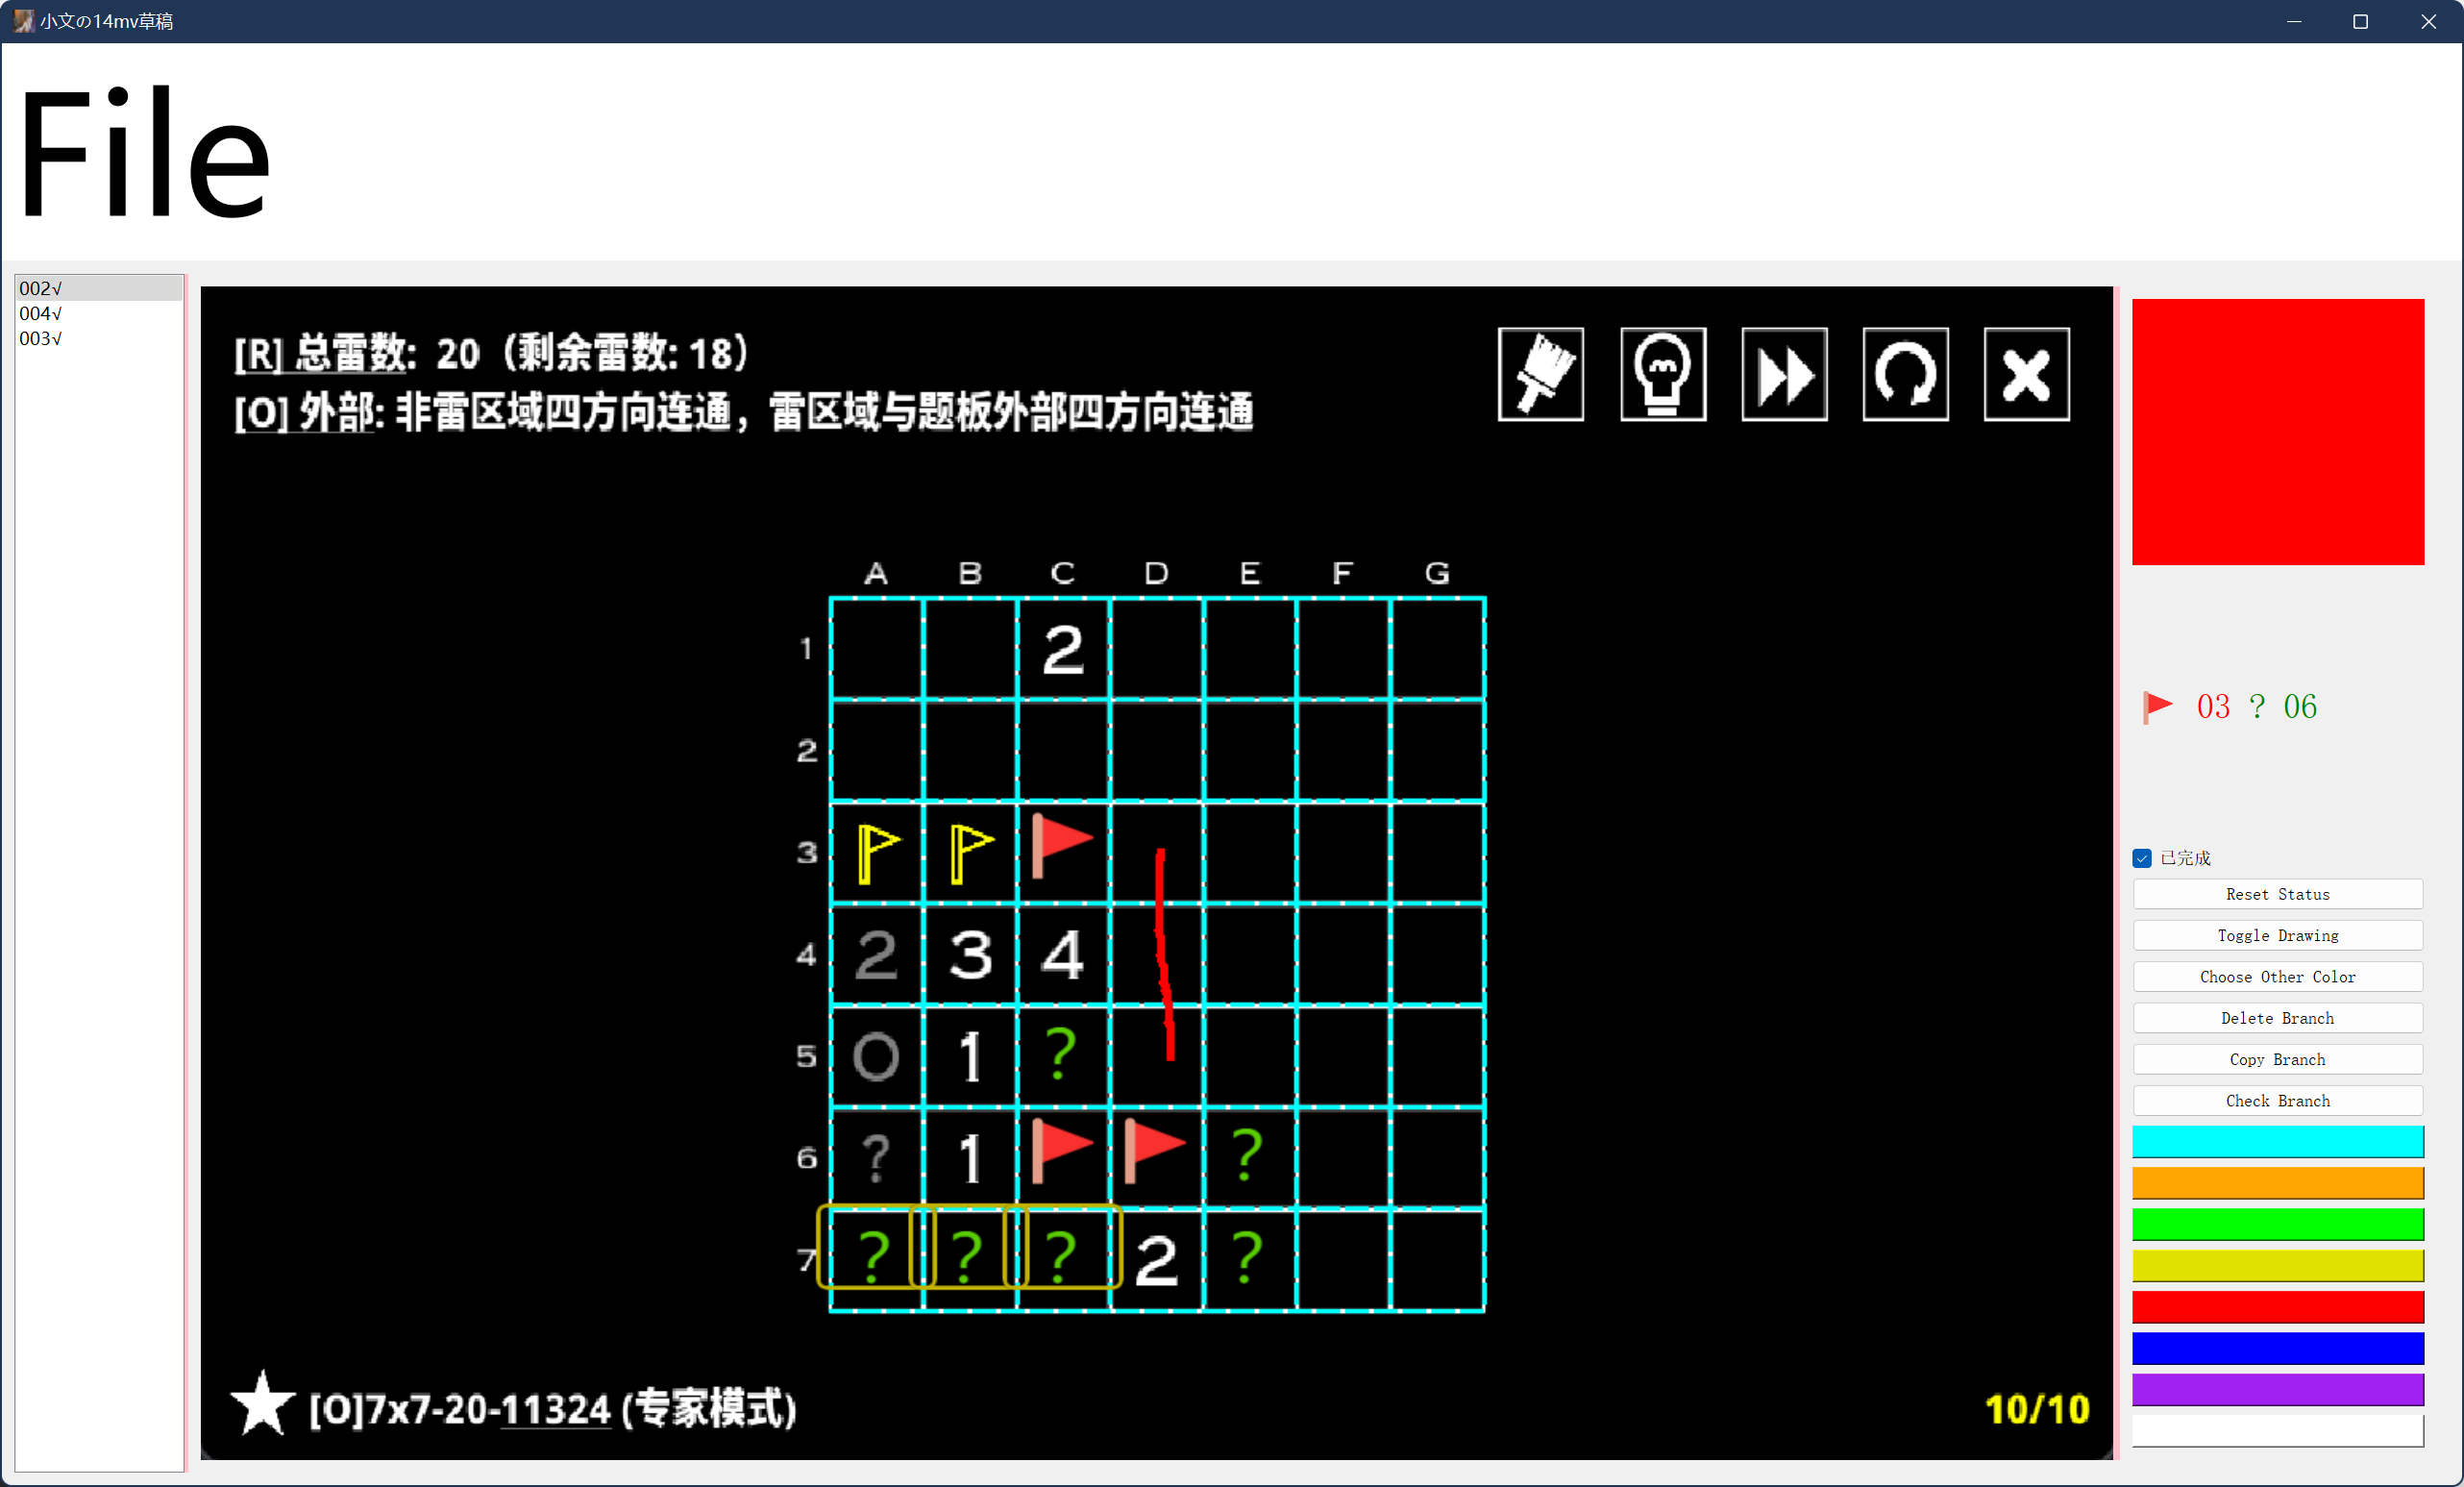 小文の14mv草稿
File
002√
004√
003√
[R] 总雷数: 20（剩余雷数: 18）
[O] 外部: 非雷区域四方向连通，雷区域与题板外部四方向连通
A B C D E F G
1 2
2
3
4 2 3 4
5 0 1 ?
6 ? 1 ?
7 ? ? ? 2 ?
[O]7x7-20-11324 (专家模式)
10/10
03 ? 06
已完成
Reset Status
Toggle Drawing
Choose Other Color
Delete Branch
Copy Branch
Check Branch